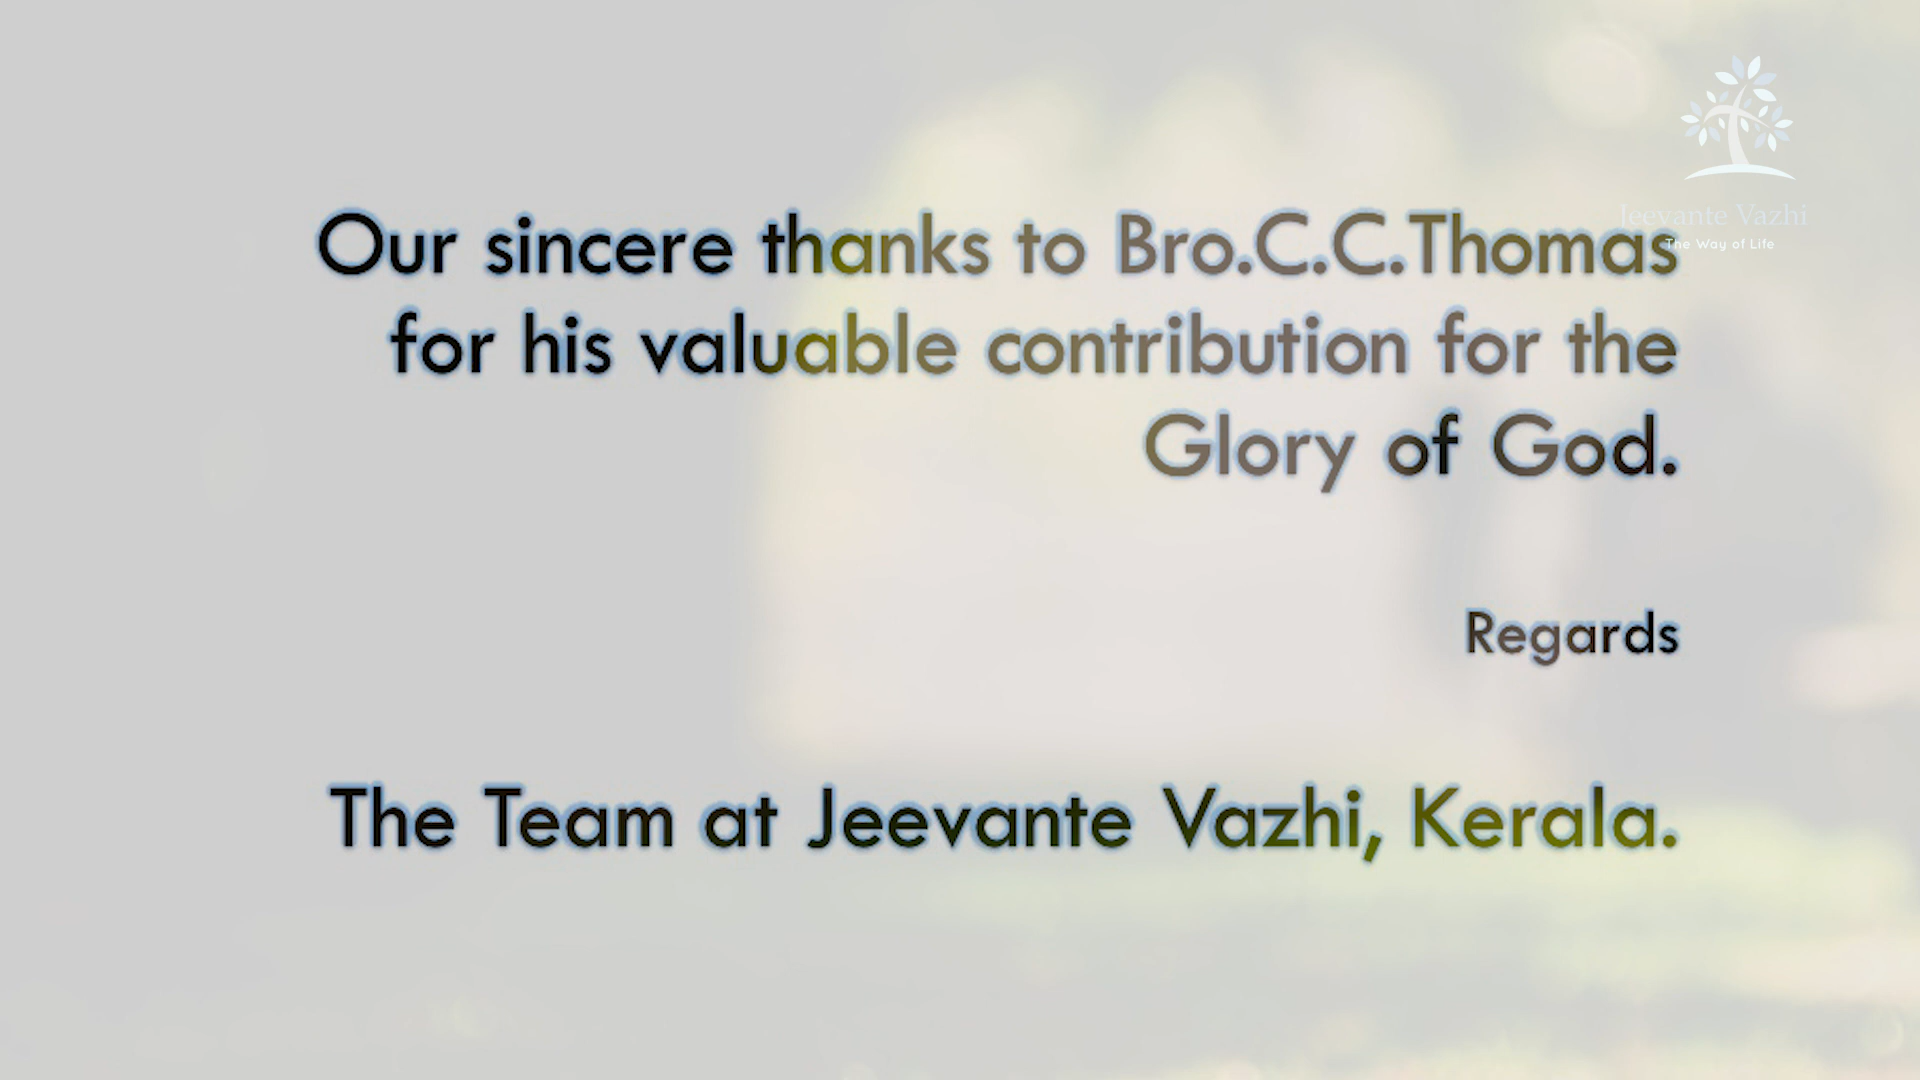 Jeevante Vazhi
The Way of Life
Our sincere thanks to Bro.C.C.Thomas
for his valuable contribution for the
Glory of God.
Regards
The Team at Jeevante Vazhi, Kerala.